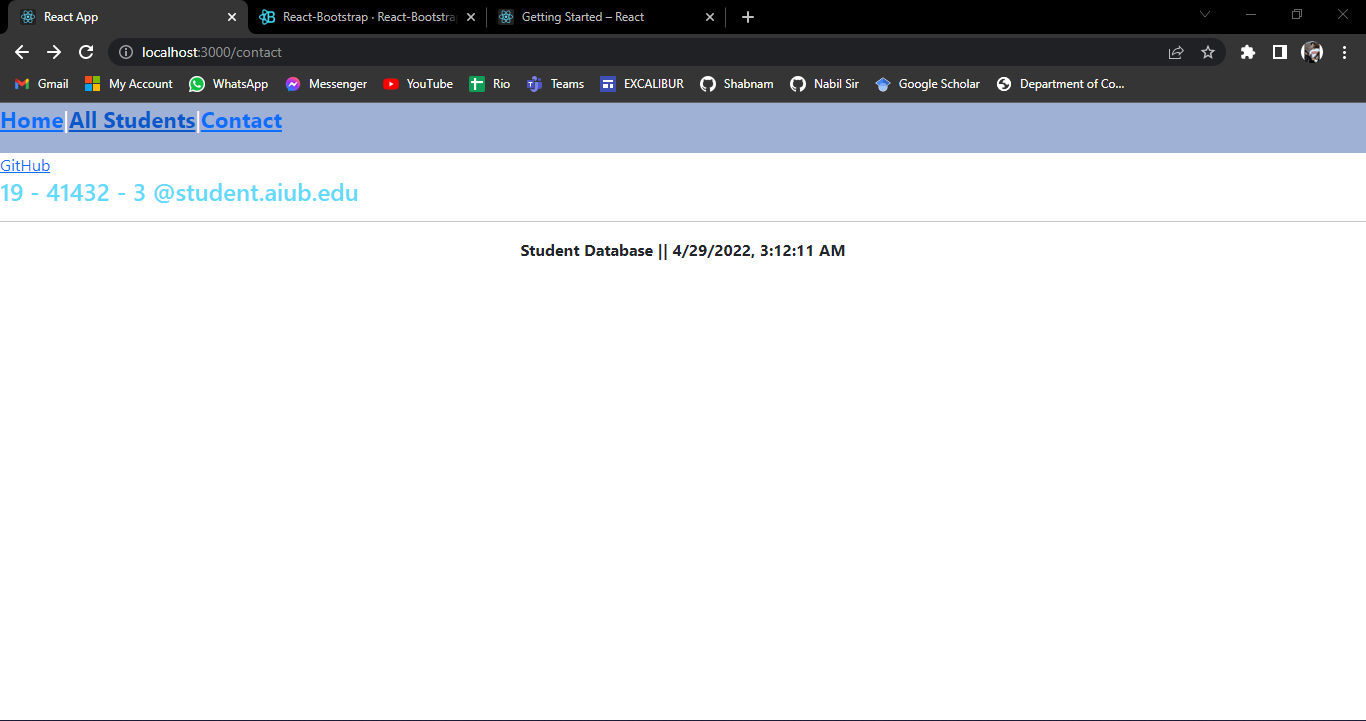 React App
React-Bootstrap · React-Bootstrap
Getting Started – React
localhost:3000/contact
Gmail My Account WhatsApp Messenger YouTube Rio Teams EXCALIBUR Shabnam Nabil Sir Google Scholar Department of Co...
Home|All Students|Contact
GitHub
19 - 41432 - 3 @student.aiub.edu
Student Database || 4/29/2022, 3:12:11 AM